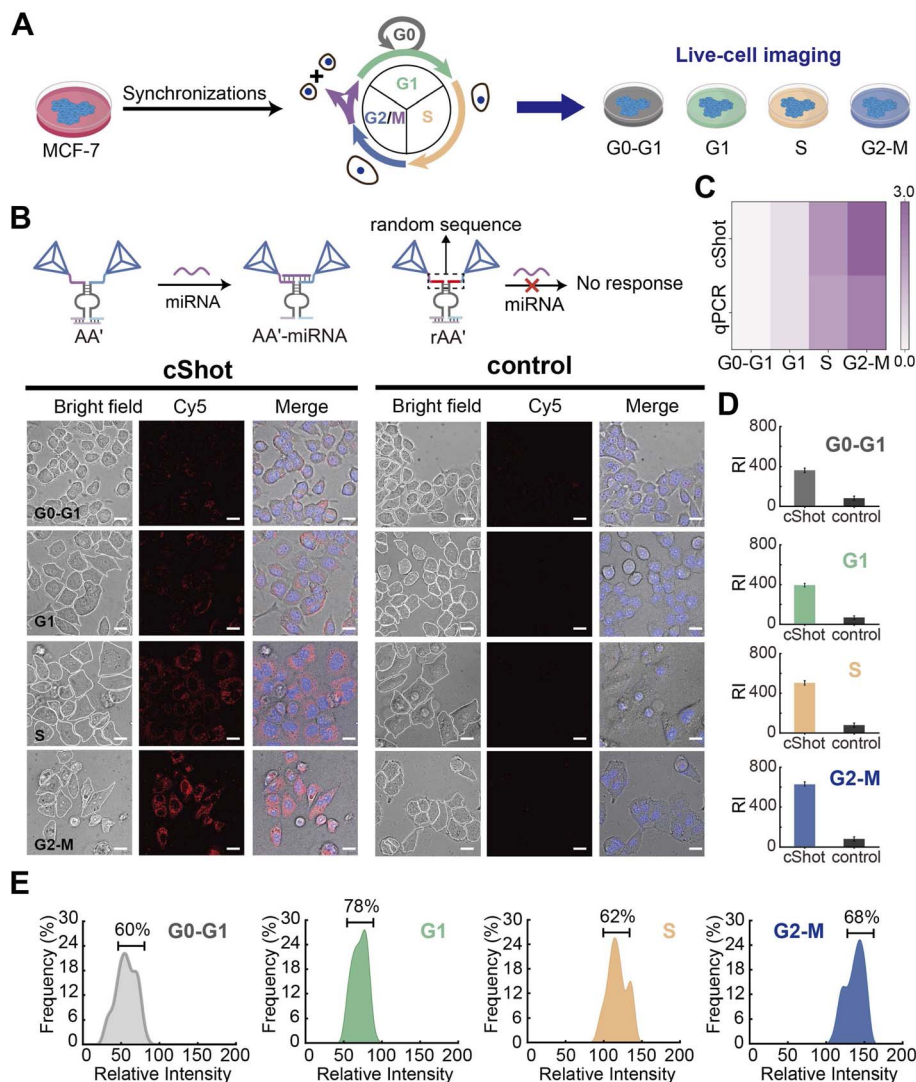 A
MCF-7
Synchronizations
G0
G1
G2/M
S
+
Live-cell imaging
G0-G1
G1
S
G2-M
B
AA'
miRNA
AA'-miRNA
random sequence
rAA'
miRNA
No response
C
cShot
qPCR
G0-G1
G1
S
G2-M
3.0
0.0
cShot
control
Bright field
Cy5
Merge
Bright field
Cy5
Merge
G0-G1
G1
S
G2-M
D
800
400
0
RI
G0-G1
cShot
control
800
400
0
RI
G1
cShot
control
800
400
0
RI
S
cShot
control
800
400
0
RI
G2-M
cShot
control
E
Frequency (%)
30
24
18
12
6
0
60%
G0-G1
0 50 100 150 200
Relative Intensity
Frequency (%)
30
24
18
12
6
0
78%
G1
0 50 100 150 200
Relative Intensity
Frequency (%)
30
24
18
12
6
0
62%
S
0 50 100 150 200
Relative Intensity
Frequency (%)
30
24
18
12
6
0
G2-M
68%
0 50 100 150 200
Relative Intensity